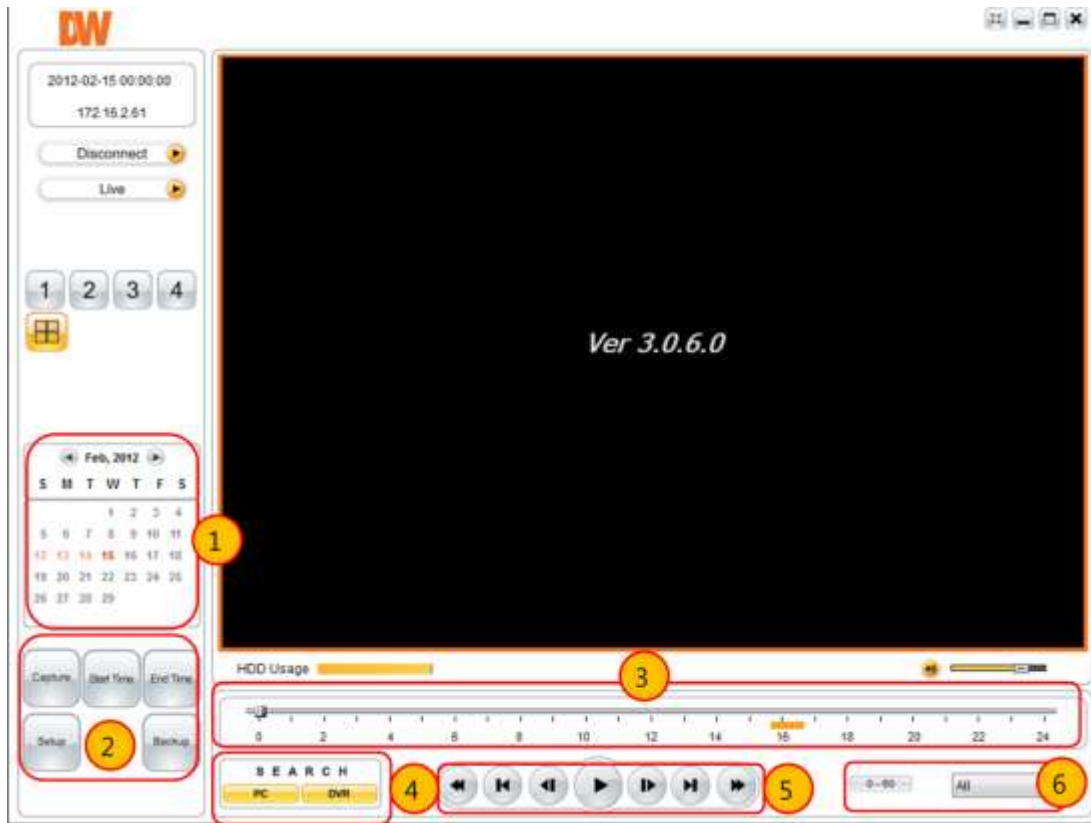 DW
2012-02-15 00:00:00
172.16.2.61
Disconnect
Live
1 2 3 4
Feb, 2012
S M T W T F S
1 2 3 4
5 6 7 8 9 10 11
12 13 14 15 16 17 18
19 20 21 22 23 24 25
26 27 28 29
1
Capture Start Time End Time
Setup 2 Backup
Ver 3.0.6.0
HDD Usage
3
0 2 4 6 8 10 12 14 16 18 20 22 24
SEARCH
PC DVR
4
5
0~60
All
6